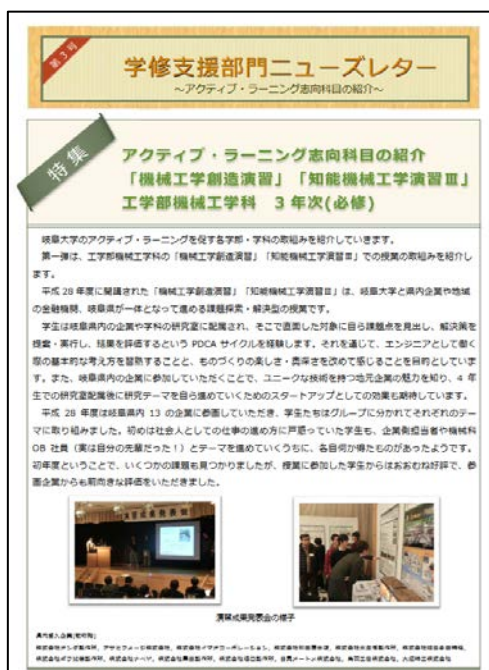 第3号
学修支援部門ニューズレター
～アクティブ・ラーニング志向科目の紹介～
特集
アクティブ・ラーニング志向科目の紹介
「機械工学創造演習」「知能機械工学演習Ⅲ」
工学部機械工学科 3年次(必修)
岐阜大学のアクティブ・ラーニングを促す各学部・学科の取組みを紹介していきます。
第一弾は、工学部機械工学科の「機械工学創造演習」「知能機械工学演習Ⅲ」での授業の取組みを紹介し
ます。
平成 28 年度に開講された「機械工学創造演習」「知能機械工学演習Ⅲ」は、岐阜大学と県内企業や地域
の金融機関、岐阜県が一体となって進める課題探索・解決型の授業です。
学生は岐阜県内の企業や学科の研究室に配属され、そこで直面した対象に自ら課題点を見出し、解決策を
提案・実行し、結果を評価するという PDCA サイクルを経験します。それを通じて、エンジニアとして働く
際の基本的な考え方を習熟することと、ものづくりの楽しさ・奥深さを改めて感じることを目的としていま
す。また、岐阜県内の企業に参加していただくことで、ユニークな技術を持つ地元企業の魅力を知り、4 年
生での研究室配属後に研究テーマを自ら進めていくためのスタートアップとしての効果も期待しています。
平成 28 年度は岐阜県内 13 の企業に参画していただき、学生たちはグループに分かれてそれぞれのテー
マに取り組みました。初めは社会人としての仕事の進め方に戸惑っていた学生も、企業側担当者や機械科
OB 社員（実は自分の先輩だった！）とテーマを進めていくうちに、各自何か得たものがあったようです。
初年度ということで、いくつかの課題も見つかりましたが、授業に参加した学生からはおおむね好評で、参
画企業からも前向きな評価をいただきました。
演習成果発表会の様子